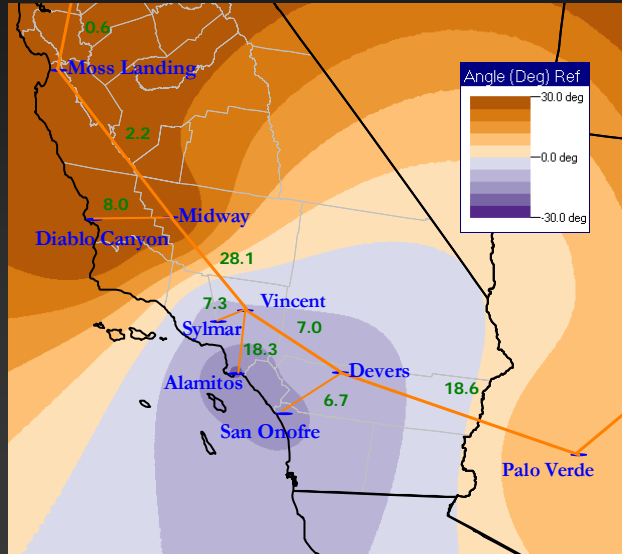 0.6
Moss Landing
Angle (Deg) Ref
30.0 deg
0.0 deg
-30.0 deg
2.2
8.0
Midway
Diablo Canyon
28.1
7.3
Vincent
Sylmar
7.0
18.3
Alamitos
Devers
18.6
6.7
San Onofre
Palo Verde